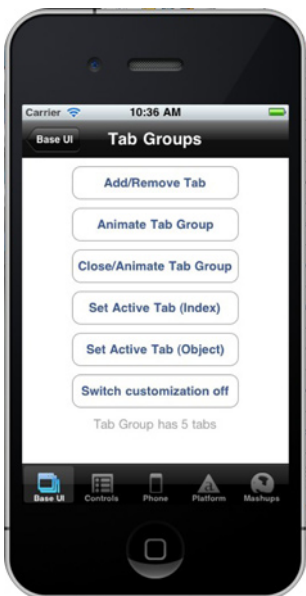 Carrier 10:36 AM
Base UI Tab Groups
Add/Remove Tab
Animate Tab Group
Close/Animate Tab Group
Set Active Tab (Index)
Set Active Tab (Object)
Switch customization off
Tab Group has 5 tabs
Base UI Controls Phone Platform Mashups